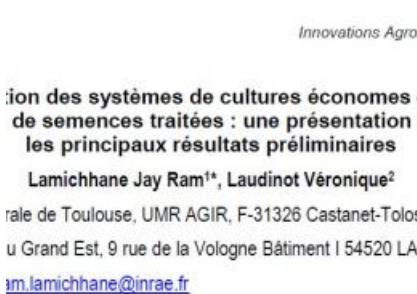 Innovations Agro
tion des systèmes de cultures économes
de semences traitées : une présentation
les principaux résultats préliminaires
Lamichhane Jay Ram¹*, Laudinot Véronique²
rale de Toulouse, UMR AGIR, F-31326 Castanet-Tolos
u Grand Est, 9 rue de la Vologne Bâtiment I 54520 LA
am.lamichhane@inrae.fr